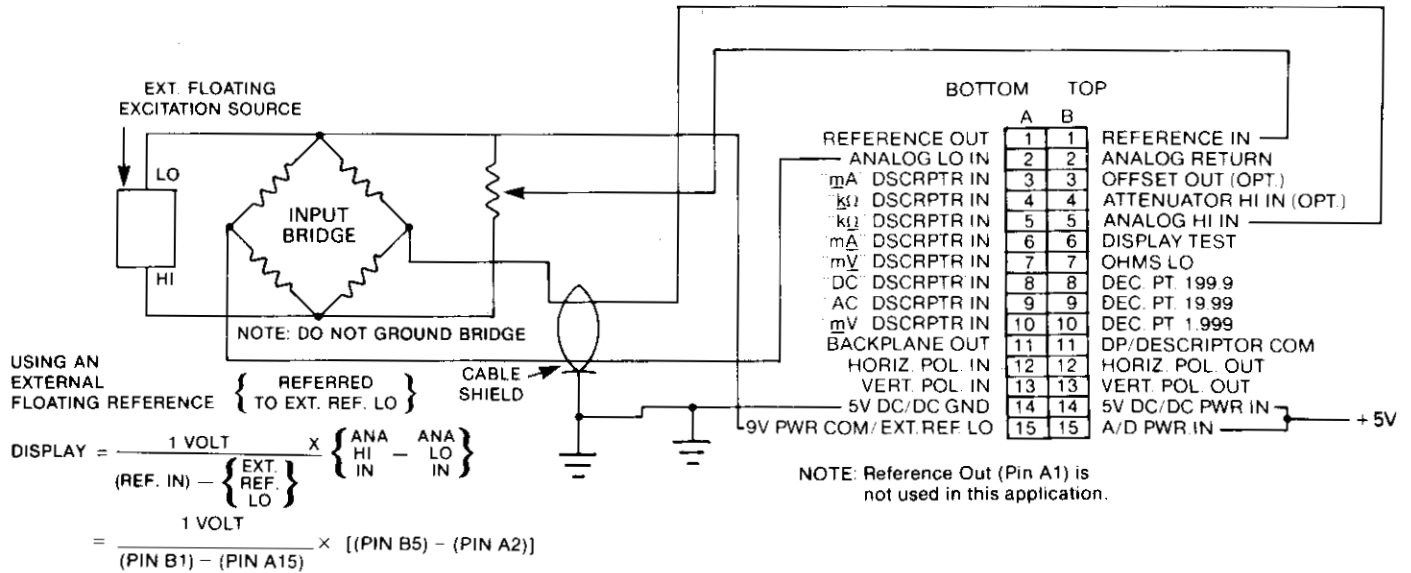 EXT. FLOATING
EXCITATION SOURCE
LO
HI
INPUT
BRIDGE
NOTE: DO NOT GROUND BRIDGE
CABLE
SHIELD
BOTTOM TOP
A B
REFERENCE OUT 1 1 REFERENCE IN
ANALOG LO IN 2 2 ANALOG RETURN
"mA" DSCRPTR IN 3 3 OFFSET OUT (OPT.)
"kΩ" DSCRPTR IN 4 4 ATTENUATOR HI IN (OPT.)
"kΩ" DSCRPTR IN 5 5 ANALOG HI IN
"mA" DSCRPTR IN 6 6 DISPLAY TEST
"mV" DSCRPTR IN 7 7 OHMS LO
"DC" DSCRPTR IN 8 8 DEC. PT. 199.9
"AC" DSCRPTR IN 9 9 DEC. PT. 19.99
"mV" DSCRPTR IN 10 10 DEC. PT 1.999
BACKPLANE OUT 11 11 DP/DESCRIPTOR COM
HORIZ. POL. IN 12 12 HORIZ. POL. OUT
VERT. POL. IN 13 13 VERT. POL. OUT
5V DC/DC GND 14 14 5V DC/DC PWR IN
-9V PWR COM/EXT.REF. LO 15 15 A/D PWR.IN
+5V
NOTE: Reference Out (Pin A1) is
not used in this application.
USING AN
EXTERNAL
FLOATING REFERENCE { REFERRED
TO EXT. REF. LO }
DISPLAY = 1 VOLT
(REF. IN) – { EXT.
REF.
LO }
× { ANA
HI
IN – ANA
LO
IN }
= 1 VOLT
(PIN B1) – (PIN A15)
× [(PIN B5) – (PIN A2)]